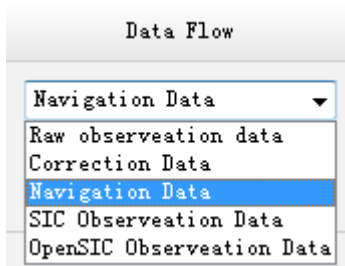 Data Flow
Navigation Data
Raw observeation data
Correction Data
Navigation Data
SIC Observeation Data
OpenSIC Observeation Data